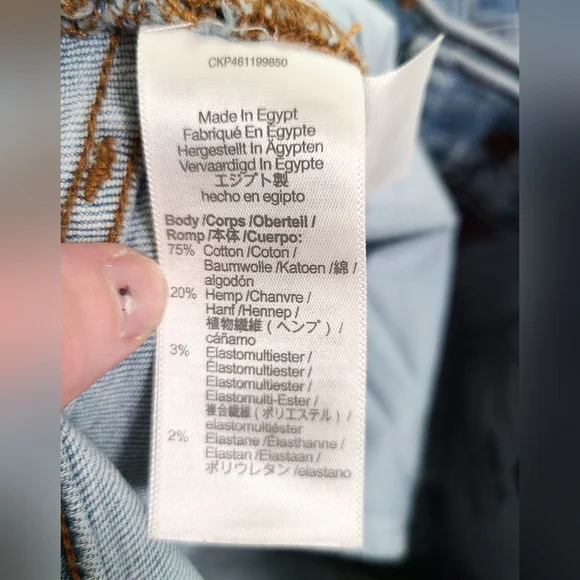 CKP461199850
Made In Egypt
Fabriqué En Égypte
Hergestellt In Ägypten
Vervaardigd In Egypte
エジプト製
hecho en egipto
Body /Corps /Oberteil /
Romp /本体 /Cuerpo:
75% Cotton /Coton /
Baumwolle /Katoen /綿 /
algodón
20% Hemp /Chanvre /
Hanf /Hennep /
植物繊維 ( ヘンプ ) /
cáñamo
3% Elastomultiester /
Élastomultiester /
Elastomultiester /
Elastomulti-Ester /
複合繊維 ( ポリエステル ) /
elastomultiéster
2% Elastane /Élasthanne /
Elastan /Elastaan /
ポリウレタン /elastano